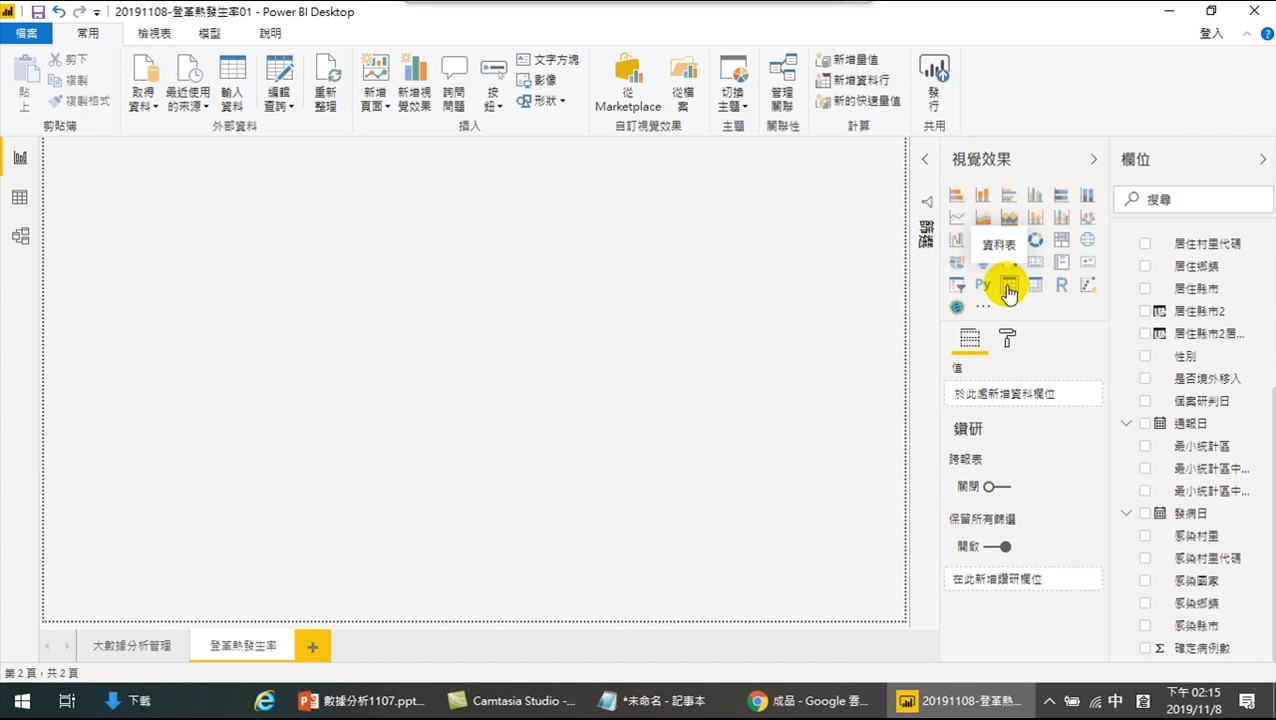 20191108-登革熱發生率01 - Power BI Desktop
檔案
常用
檢視表
模型
說明
登入
貼上
剪下
複製
複製格式
剪貼簿
取得資料
最近使用的來源
輸入資料
編輯查詢
重新整理
外部資料
新增頁面
新增視覺效果
詢問問題
按鈕
文字方塊
影像
形狀
插入
從 Marketplace
從檔案
自訂視覺效果
切換主題
主題
管理關聯
關聯性
新增量值
新增資料行
新的快速量值
計算
發行
共用
篩選
視覺效果
資料表
Py
R
值
於此處新增資料欄位
鑽研
跨報表
關閉
保留所有篩選
開啟
在此新增鑽研欄位
欄位
搜尋
居住村里代碼
居住鄉鎮
居住縣市
居住縣市2
居住縣市2居...
性別
是否境外移入
個案研判日
通報日
最小統計區
最小統計區中...
最小統計區中...
發病日
感染村里
感染村里代碼
感染國家
感染鄉鎮
感染縣市
確定病例數
大數據分析管理
登革熱發生率
第 2 頁，共 2 頁
下載
數據分析1107.ppt...
Camtasia Studio -...
*未命名 - 記事本
成品 - Google 雲...
20191108-登革熱...
中
倉
下午 02:15
2019/11/8